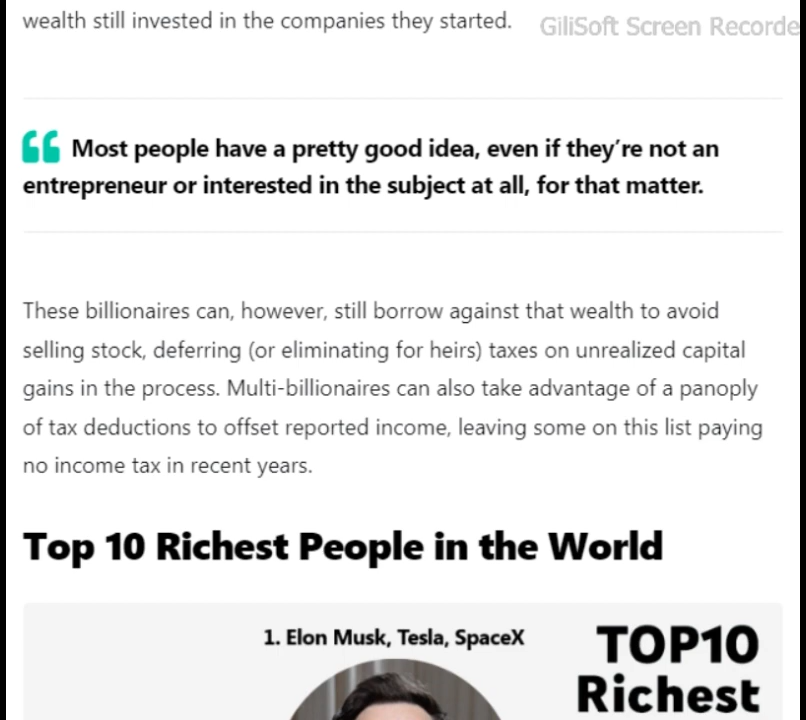 wealth still invested in the companies they started.
GiliSoft Screen Recorde
Most people have a pretty good idea, even if they're not an
entrepreneur or interested in the subject at all, for that matter.
These billionaires can, however, still borrow against that wealth to avoid
selling stock, deferring (or eliminating for heirs) taxes on unrealized capital
gains in the process. Multi-billionaires can also take advantage of a panoply
of tax deductions to offset reported income, leaving some on this list paying
no income tax in recent years.
Top 10 Richest People in the World
1. Elon Musk, Tesla, SpaceX
TOP10
Richest